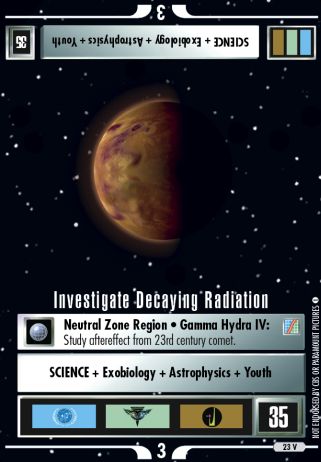 3
SCIENCE + Exobiology + Astrophysics + Youth
35
Investigate Decaying Radiation
Neutral Zone Region • Gamma Hydra IV:
Study aftereffect from 23rd century comet.
SCIENCE + Exobiology + Astrophysics + Youth
35
3
23 V
NOT ENDORSED BY CBS OR PARAMOUNT PICTURES